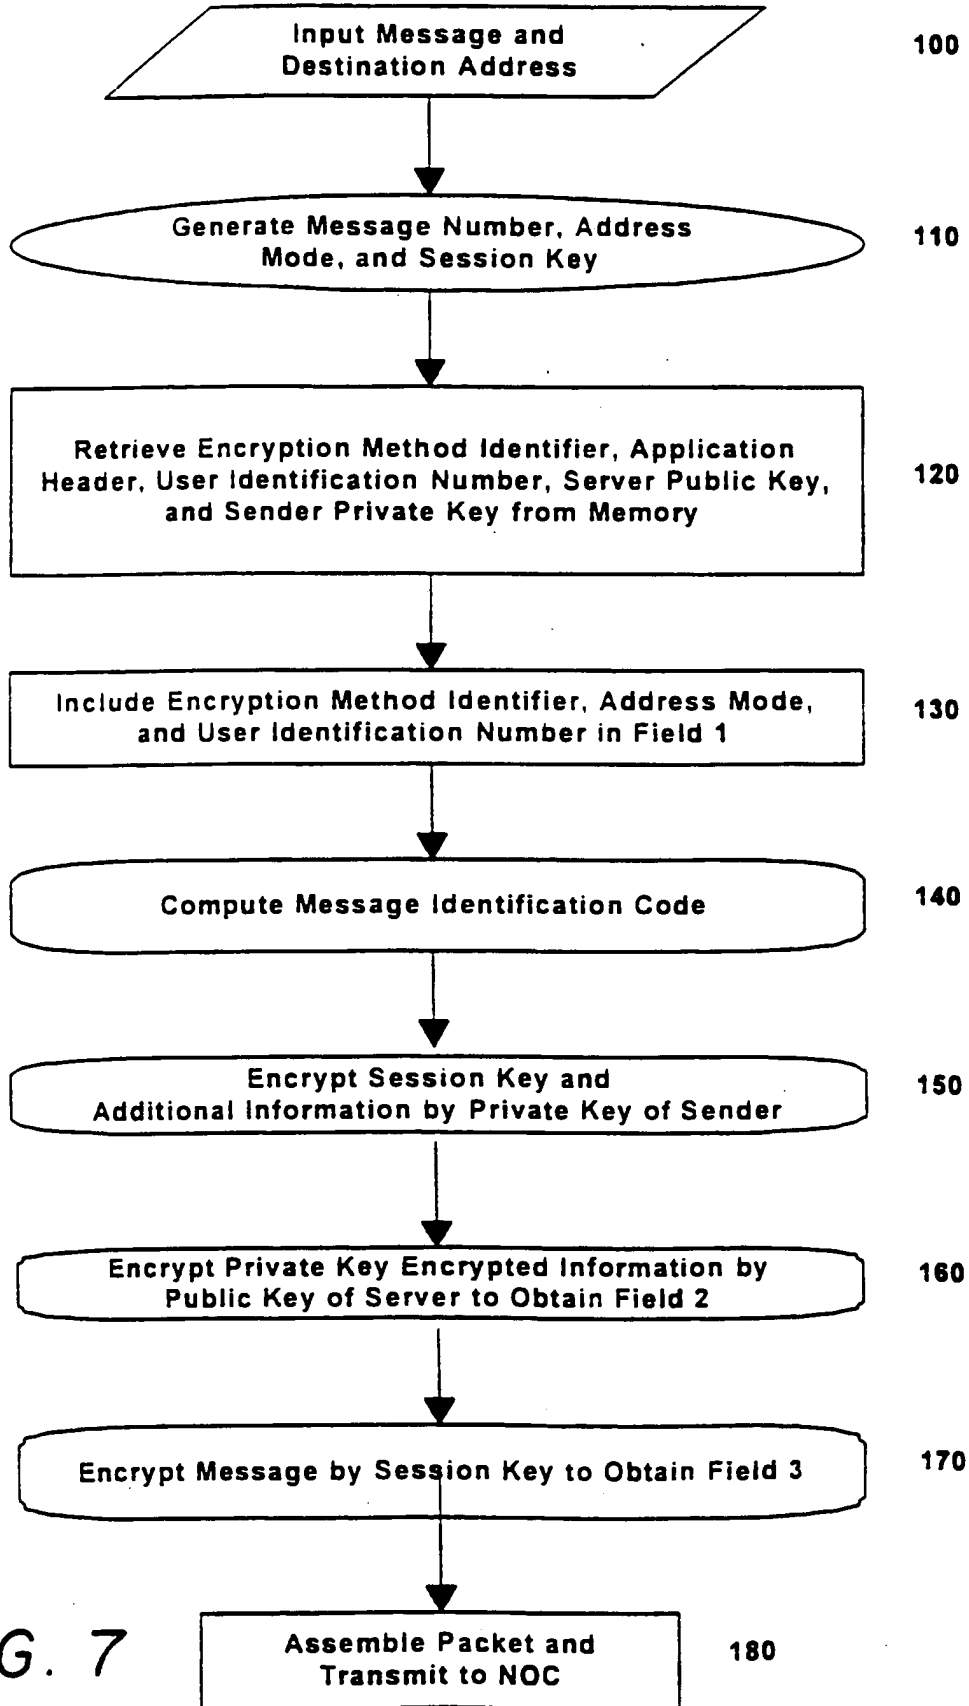 Input Message and
Destination Address
100
Generate Message Number, Address
Mode, and Session Key
110
Retrieve Encryption Method Identifier, Application
Header, User Identification Number, Server Public Key,
and Sender Private Key from Memory
120
Include Encryption Method Identifier, Address Mode,
and User Identification Number in Field 1
130
Compute Message Identification Code
140
Encrypt Session Key and
Additional Information by Private Key of Sender
150
Encrypt Private Key Encrypted Information by
Public Key of Server to Obtain Field 2
160
Encrypt Message by Session Key to Obtain Field 3
170
Assemble Packet and
Transmit to NOC
180
G. 7